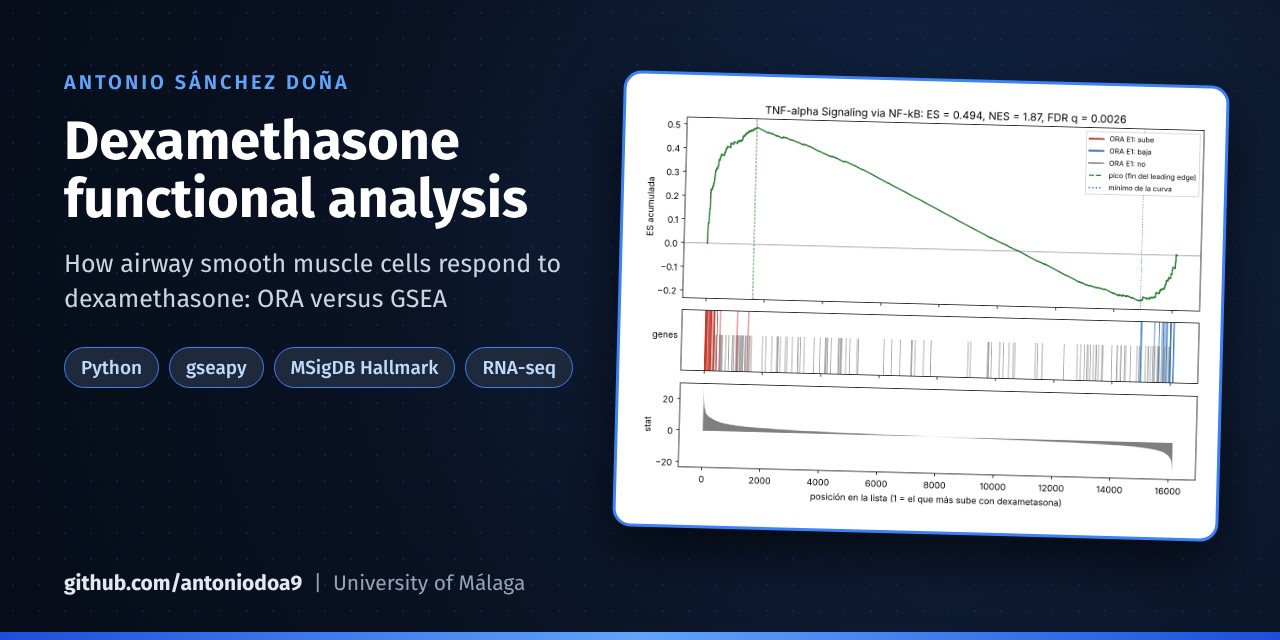 ANTONIO SÁNCHEZ DOÑA
Dexamethasone
functional analysis
How airway smooth muscle cells respond to
dexamethasone: ORA versus GSEA
Python
gseapy
MSigDB Hallmark
RNA-seq
github.com/antoniodoa9 | University of Málaga
TNF-alpha Signaling via NF-kB: ES = 0.494, NES = 1.87, FDR q = 0.0026
ORA E1: sube
ORA E1: baja
ORA E1: no
pico (fin del leading edge)
mínimo de la curva
ES acumulada
0.5
0.4
0.3
0.2
0.1
0.0
−0.1
−0.2
genes
stat
20
0
−20
0 2000 4000 6000 8000 10000 12000 14000 16000
posición en la lista (1 = el que más sube con dexametasona)